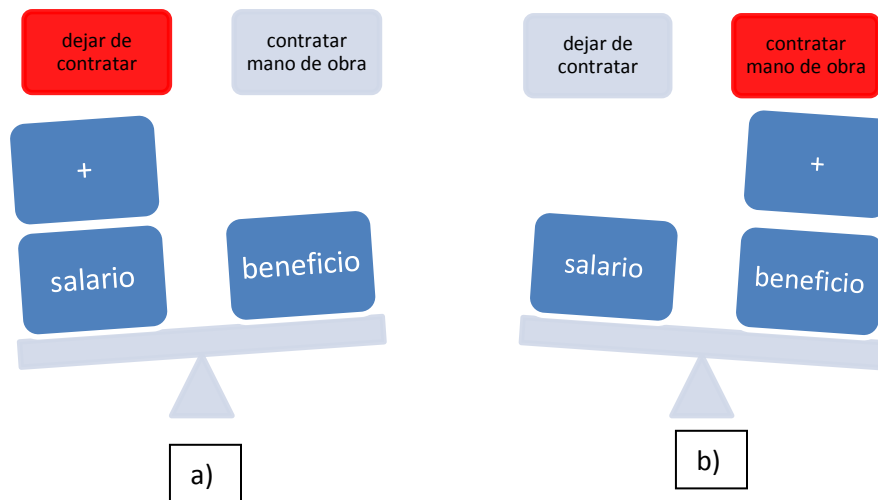 dejar de
contratar
contratar
mano de obra
+
salario
beneficio
a)
dejar de
contratar
contratar
mano de obra
+
salario
beneficio
b)